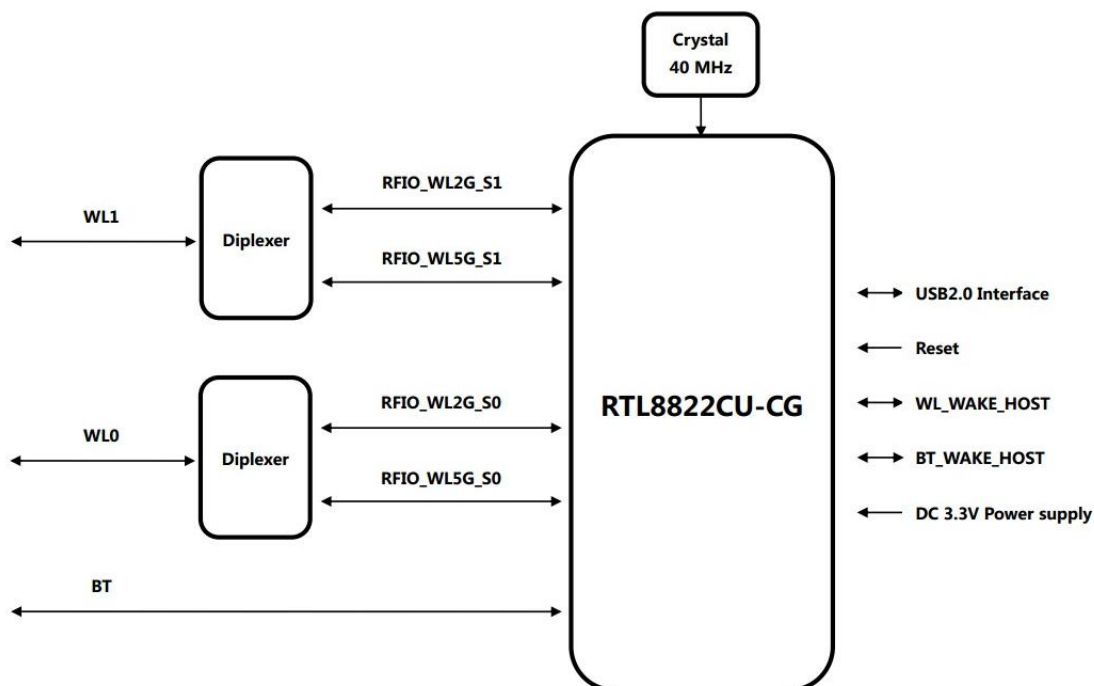 Crystal
40 MHz
RFIO_WL2G_S1
WL1
Diplexer
RFIO_WL5G_S1
USB2.0 Interface
Reset
RTL8822CU-CG
WL_WAKE_HOST
RFIO_WL2G_S0
WL0
Diplexer
BT_WAKE_HOST
RFIO_WL5G_S0
DC 3.3V Power supply
BT